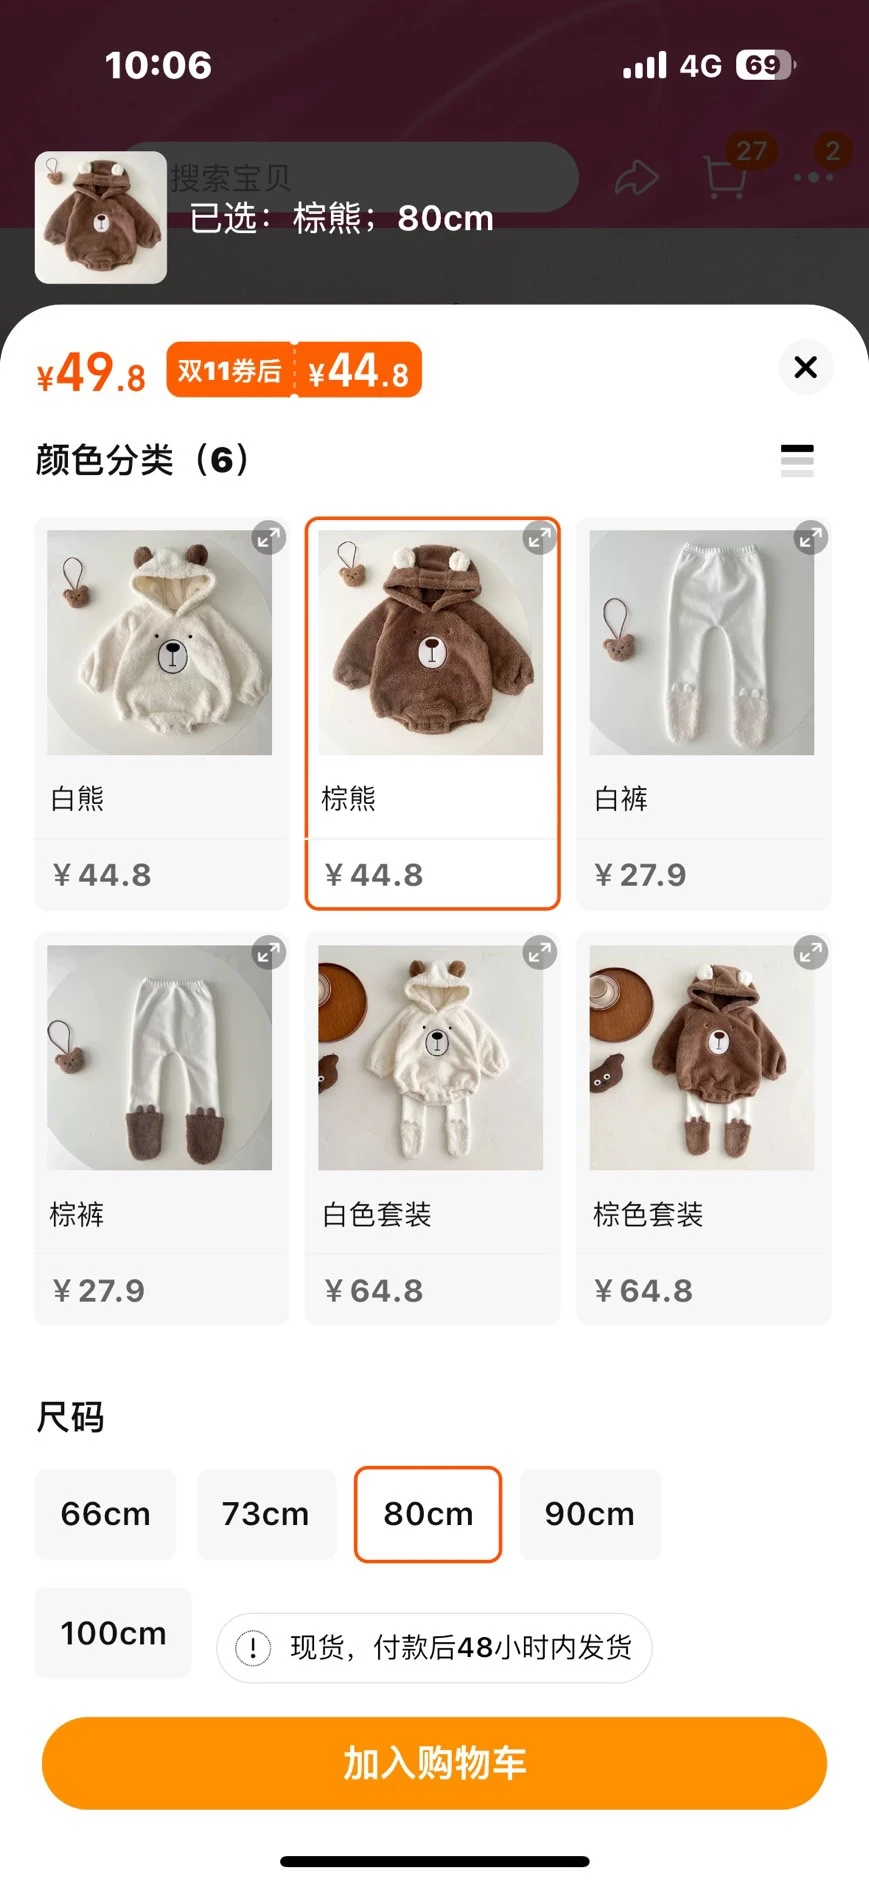 10:06
4G 69
搜索宝贝
27
2
已选：棕熊；80cm
¥49.8 双11券后 ¥44.8
颜色分类（6）
白熊
棕熊
白裤
¥44.8
¥44.8
¥27.9
棕裤
白色套装
棕色套装
¥27.9
¥64.8
¥64.8
尺码
66cm
73cm
80cm
90cm
100cm
现货，付款后48小时内发货
加入购物车